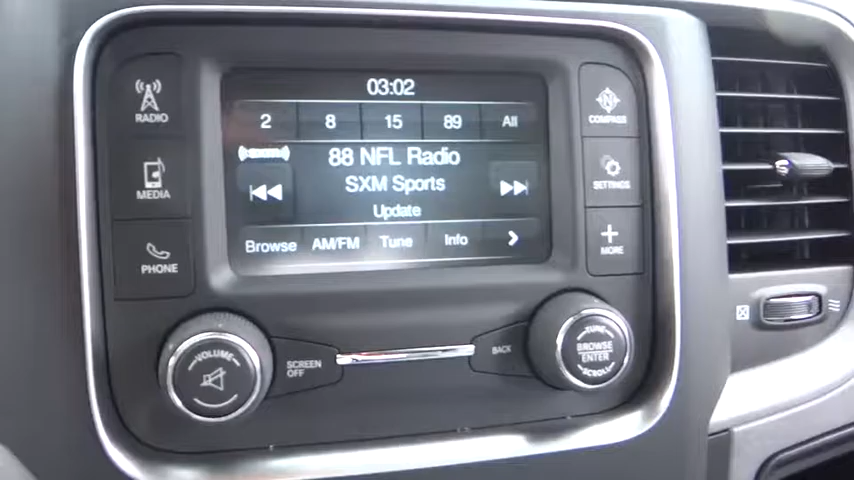 03:02
2 8 15 89 All
88 NFL Radio
SXM Sports
Update
Browse AM/FM Tune Info
RADIO
MEDIA
PHONE
N
COMPASS
SETTINGS
MORE
VOLUME
SCREEN
OFF
BACK
TUNE
BROWSE
ENTER
SCROLL